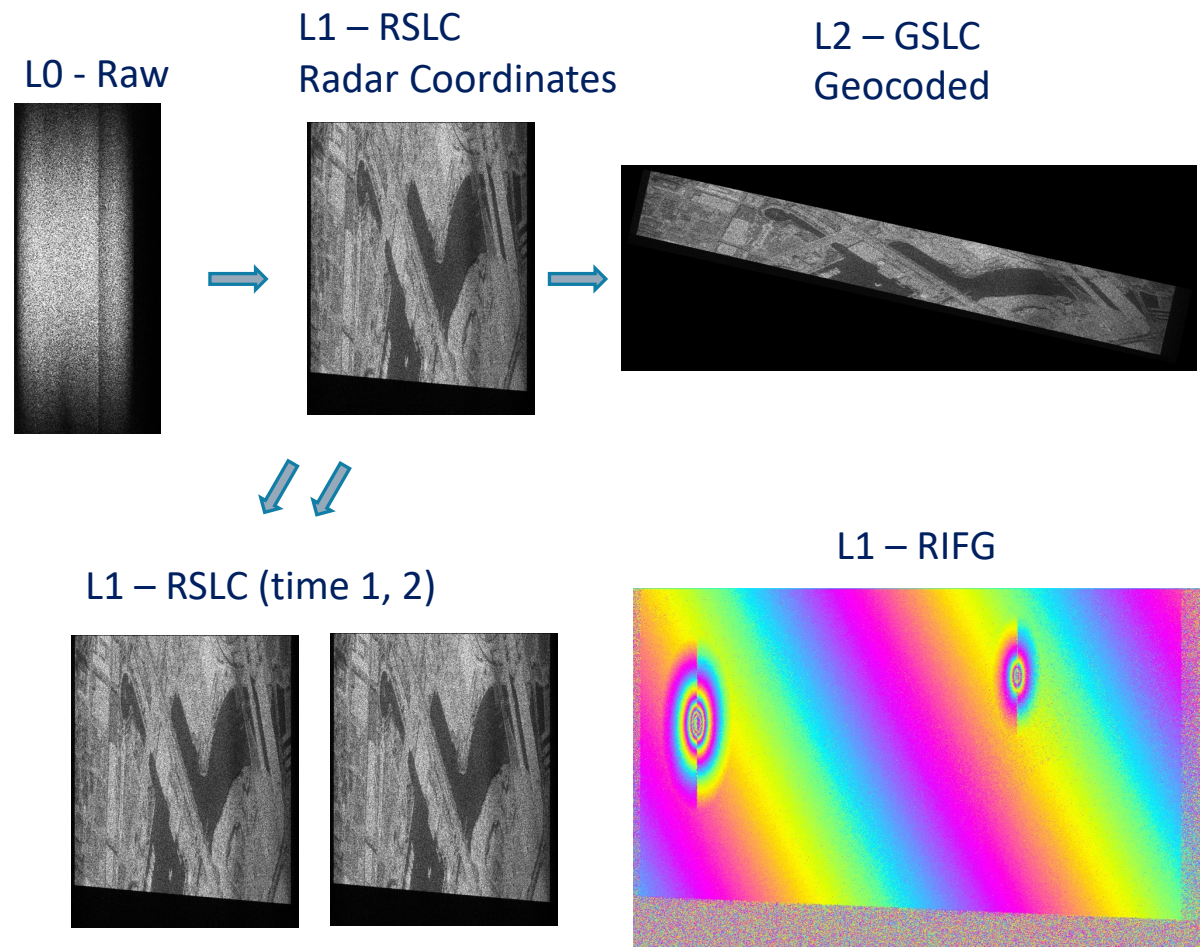 L0 - Raw
L1 – RSLC
Radar Coordinates
L2 – GSLC
Geocoded
L1 – RSLC (time 1, 2)
L1 – RIFG